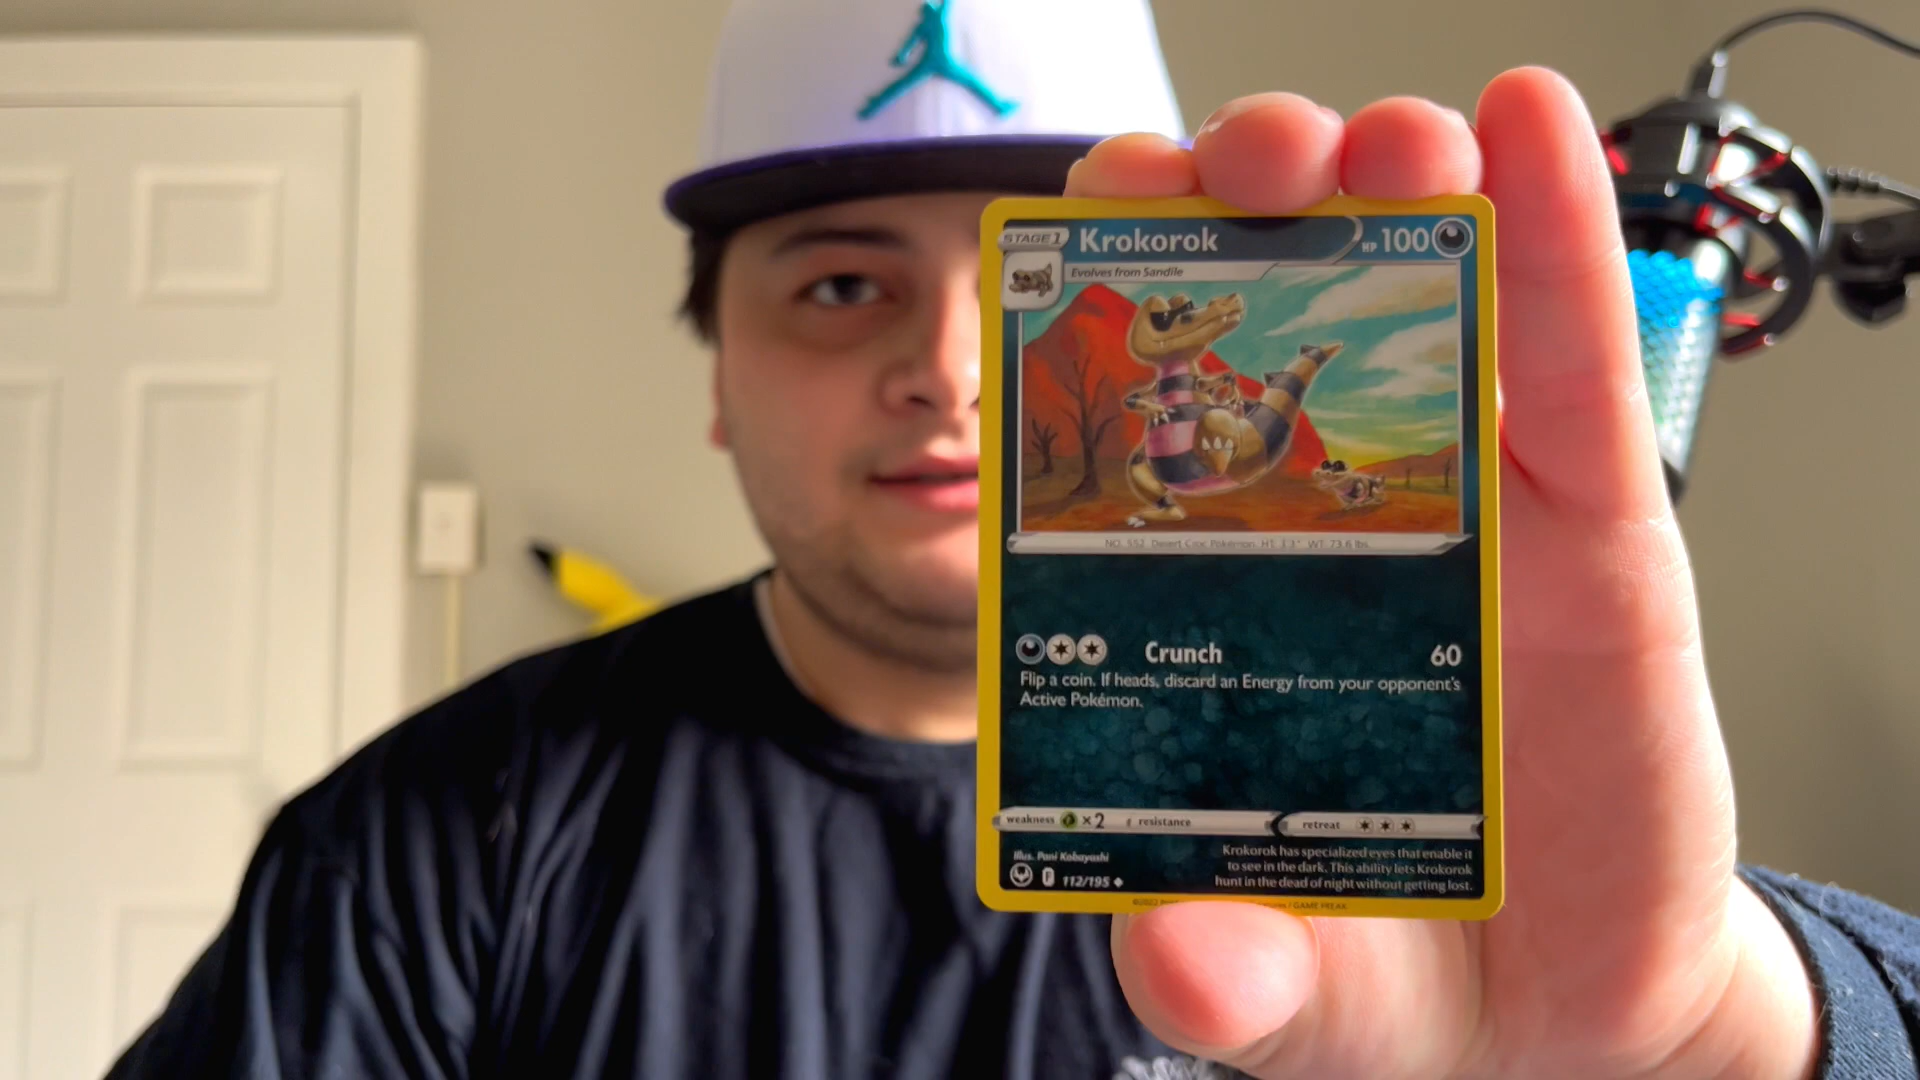 STAGE 1
Krokorok
HP 100
Evolves from Sandile
NO. 552 Desert Croc Pokémon HT: 3'3" WT: 73.6 lbs.
Crunch 60
Flip a coin. If heads, discard an Energy from your opponent's
Active Pokémon.
weakness ×2 resistance retreat
Illus. Pani Kobayashi
F 112/195
Krokorok has specialized eyes that enable it
to see in the dark. This ability lets Krokorok
hunt in the dead of night without getting lost.
©2022 / GAME FREAK